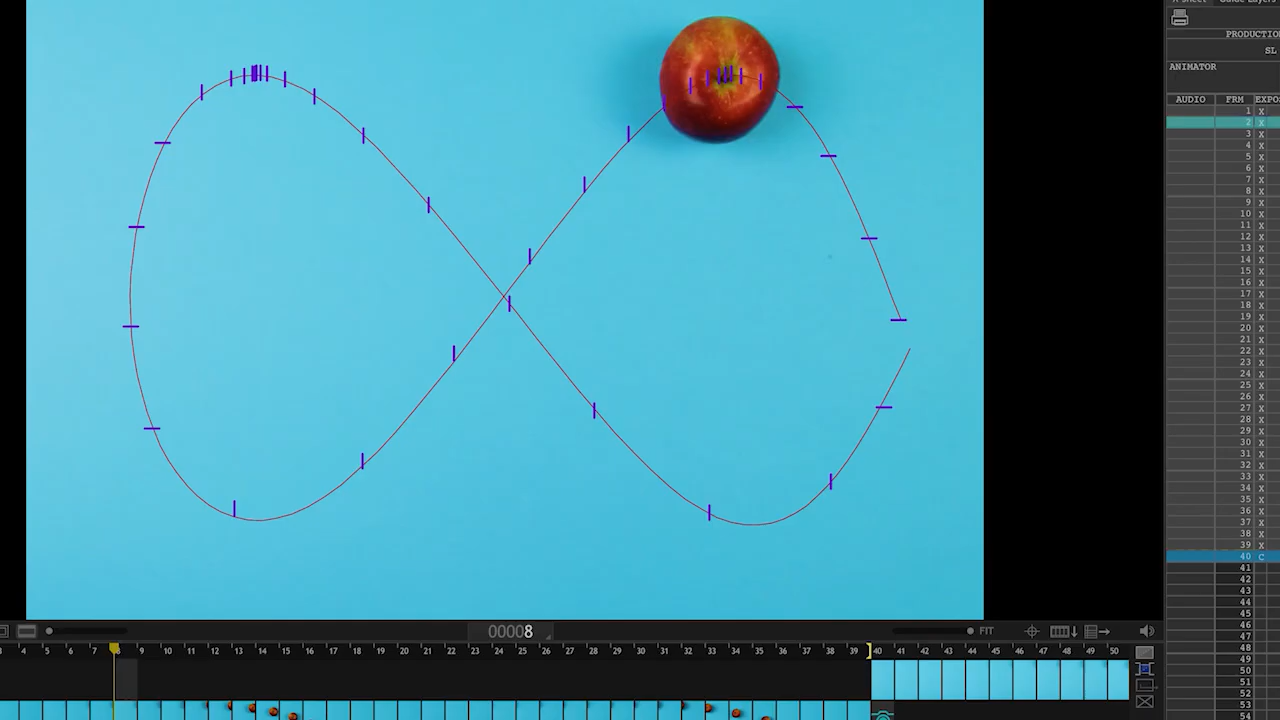 PRODUCTIO
SL
ANIMATOR
AUDIO FRM EXPO
1 X
2 X
3 X
4 X
5 X
6 X
7 X
8 X
9 X
10 X
11 X
12 X
13 X
14 X
15 X
16 X
17 X
18 X
19 X
20 X
21 X
22 X
23 X
24 X
25 X
26 X
27 X
28 X
29 X
30 X
31 X
32 X
33 X
34 X
35 X
36 X
37 X
38 X
39 X
40 C
41
42
43
44
45
46
47
48
49
50
51
52
53
54
00008 FIT
4 5 6 7 8 9 10 11 12 13 14 15 16 17 18 19 20 21 22 23 24 25 26 27 28 29 30 31 32 33 34 35 36 37 38 39 40 41 42 43 44 45 46 47 48 49 50